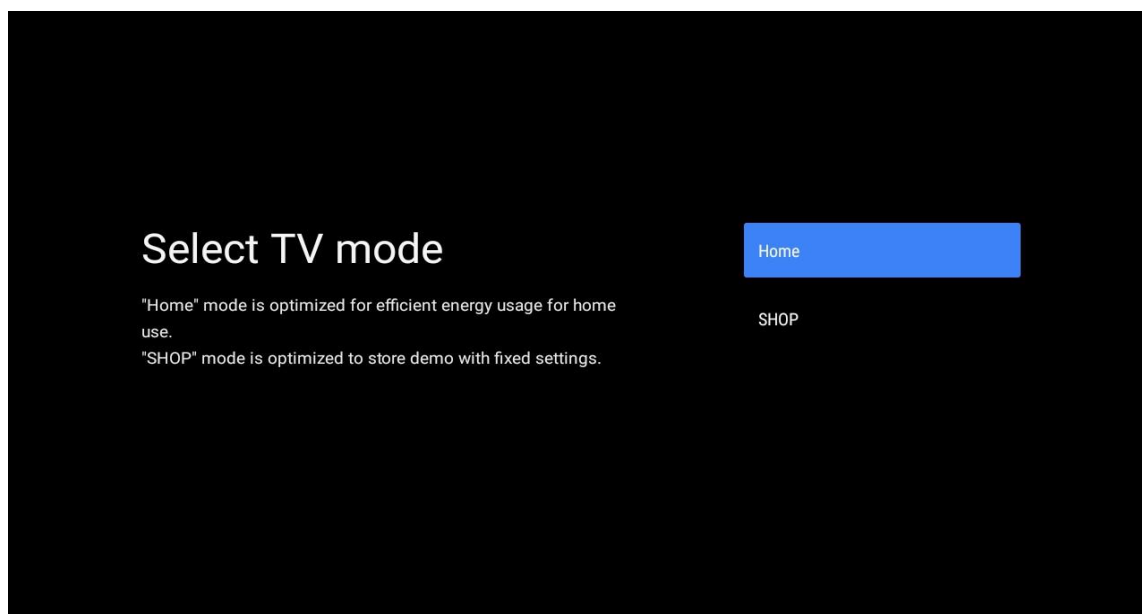 Select TV mode
"Home" mode is optimized for efficient energy usage for home
use.
"SHOP" mode is optimized to store demo with fixed settings.
Home
SHOP